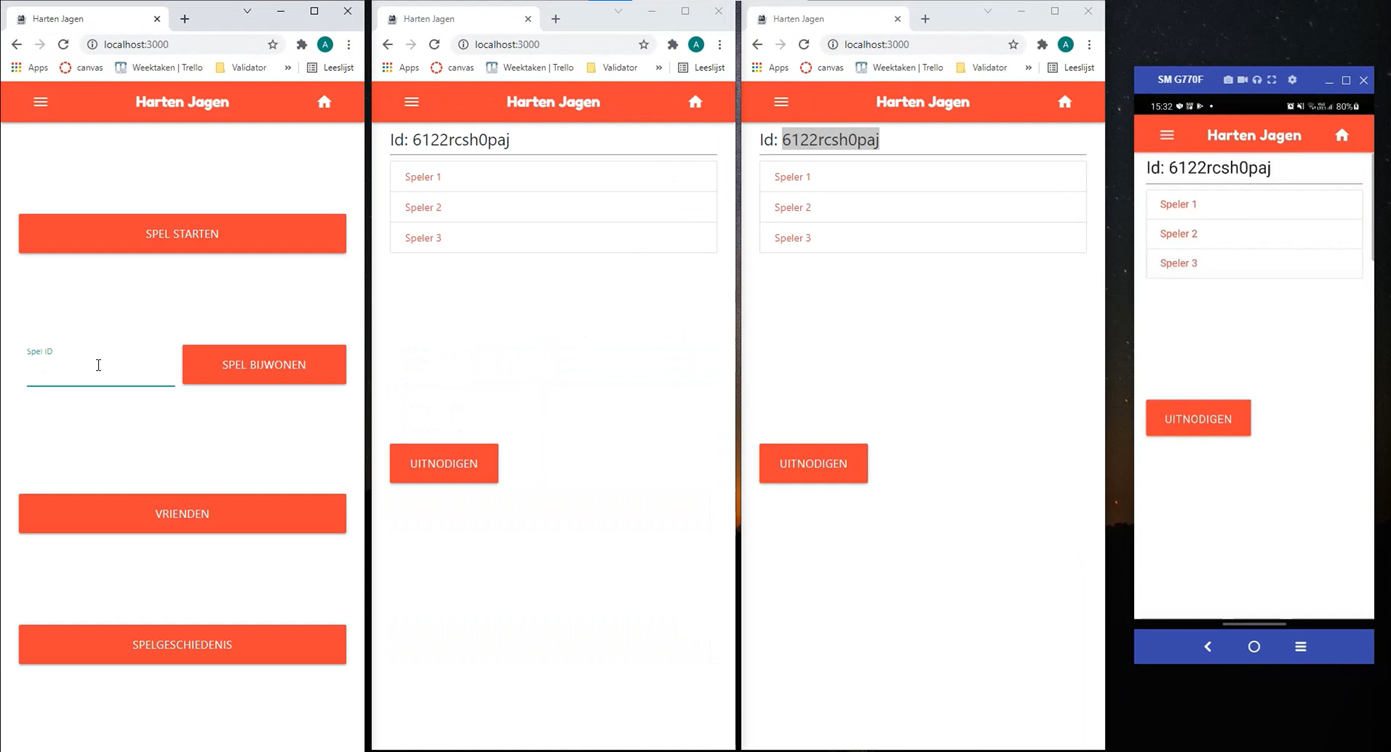 Harten Jagen
localhost:3000
Apps canvas Weektaken | Trello Validator » Leeslijst
Harten Jagen
SPEL STARTEN
Spel ID
SPEL BIJWONEN
VRIENDEN
SPELGESCHIEDENIS
Harten Jagen
localhost:3000
Apps canvas Weektaken | Trello Validator » Leeslijst
Harten Jagen
Id: 6122rcsh0paj
Speler 1
Speler 2
Speler 3
UITNODIGEN
Harten Jagen
localhost:3000
Apps canvas Weektaken | Trello Validator » Leeslijst
Harten Jagen
Id: 6122rcsh0paj
Speler 1
Speler 2
Speler 3
UITNODIGEN
SM G770F
15:32 80%
Harten Jagen
Id: 6122rcsh0paj
Speler 1
Speler 2
Speler 3
UITNODIGEN